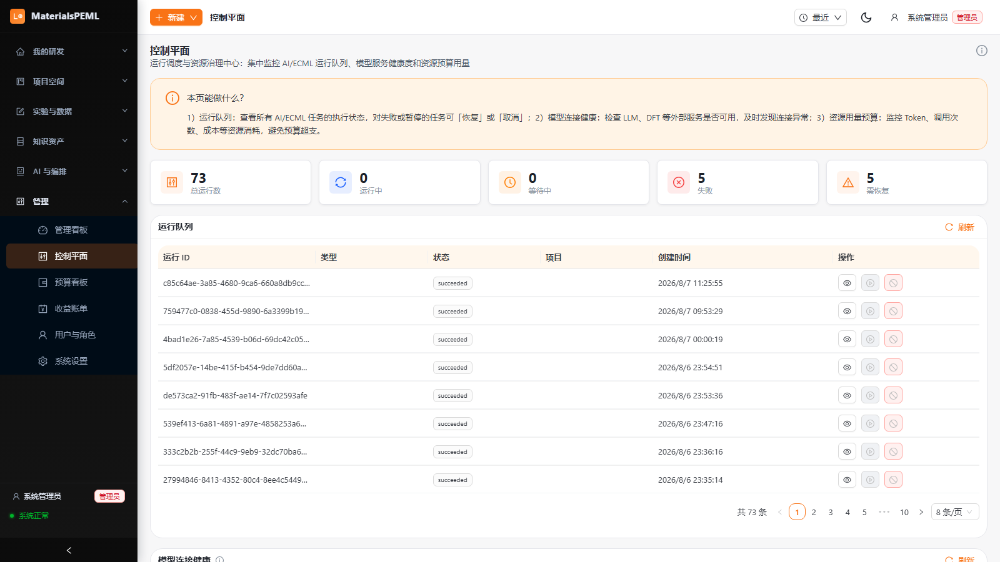 MaterialsPEML
新建
控制平面
最近
系统管理员
管理员
我的研发
项目空间
实验与数据
知识资产
AI 与编排
管理
管理看板
控制平面
预算看板
收益账单
用户与角色
系统设置
系统管理员
管理员
系统正常
控制平面
运行调度与资源治理中心：集中监控 AI/ECML 运行队列、模型服务健康度和资源预算用量
本页能做什么？
1）运行队列：查看所有 AI/ECML 任务的执行状态，对失败或暂停的任务可「恢复」或「取消」；2）模型连接健康：检查 LLM、DFT 等外部服务是否可用，及时发现连接异常；3）资源用量预算：监控 Token、调用次
数、成本等资源消耗，避免预算超支。
73
总运行数
0
运行中
0
等待中
5
失败
5
需恢复
运行队列
刷新
运行 ID 类型 状态 项目 创建时间 操作
c85c64ae-3a85-4680-9ca6-660a8db9cc... succeeded 2026/8/7 11:25:55
759477c0-0838-455d-9890-6a3399b19... succeeded 2026/8/7 09:53:29
4bad1e26-7a85-4539-b06d-69dc42c05... succeeded 2026/8/7 00:00:19
5df2057e-14be-415f-b454-9de7dd60a... succeeded 2026/8/6 23:54:51
de573ca2-91fb-483f-ae14-7f7c02593afe succeeded 2026/8/6 23:53:36
539ef413-6a81-4891-a97e-4858253a6... succeeded 2026/8/6 23:47:16
333c2b2b-255f-44c9-9eb9-32dc70ba6... succeeded 2026/8/6 23:36:16
27994846-8413-4352-80c4-8ee4c5449... succeeded 2026/8/6 23:35:14
共 73 条 1 2 3 4 5 ••• 10 8 条/页
模型连接健康
刷新